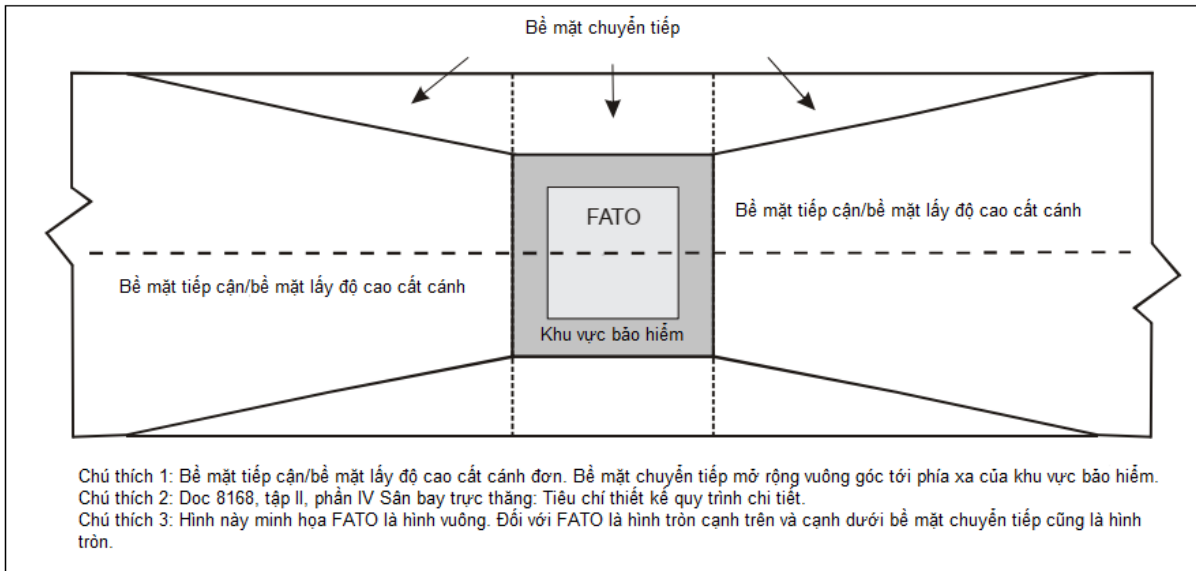 Bề mặt chuyển tiếp
FATO
Bề mặt tiếp cận/bề mặt lấy độ cao cất cánh
Bề mặt tiếp cận/bề mặt lấy độ cao cất cánh
Khu vực bảo hiểm
Chú thích 1: Bề mặt tiếp cận/bề mặt lấy độ cao cất cánh đơn. Bề mặt chuyển tiếp mở rộng vuông góc tới phía xa của khu vực bảo hiểm.
Chú thích 2: Doc 8168, tập II, phần IV Sân bay trực thăng: Tiêu chí thiết kế quy trình chi tiết.
Chú thích 3: Hình này minh họa FATO là hình vuông. Đối với FATO là hình tròn cạnh trên và cạnh dưới bề mặt chuyển tiếp cũng là hình
tròn.